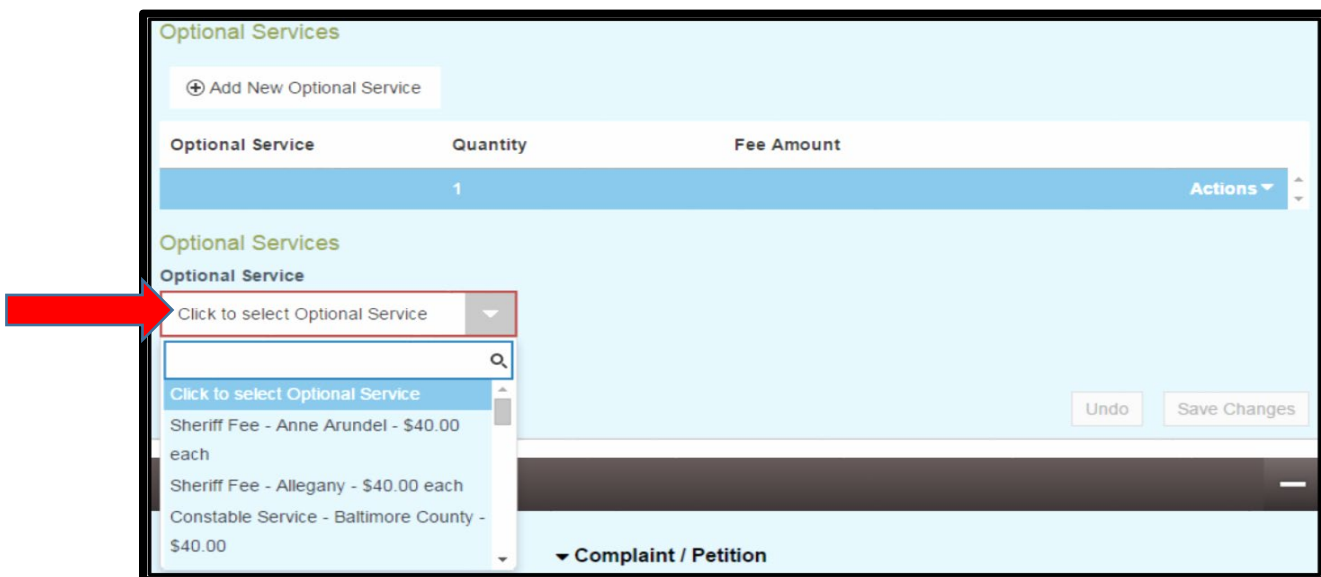 Optional Services
Add New Optional Service
Optional Service Quantity Fee Amount
1 Actions
Optional Services
Optional Service
Click to select Optional Service
Click to select Optional Service
Sheriff Fee - Anne Arundel - $40.00
each
Sheriff Fee - Allegany - $40.00 each
Constable Service - Baltimore County -
$40.00
Undo Save Changes
Complaint / Petition